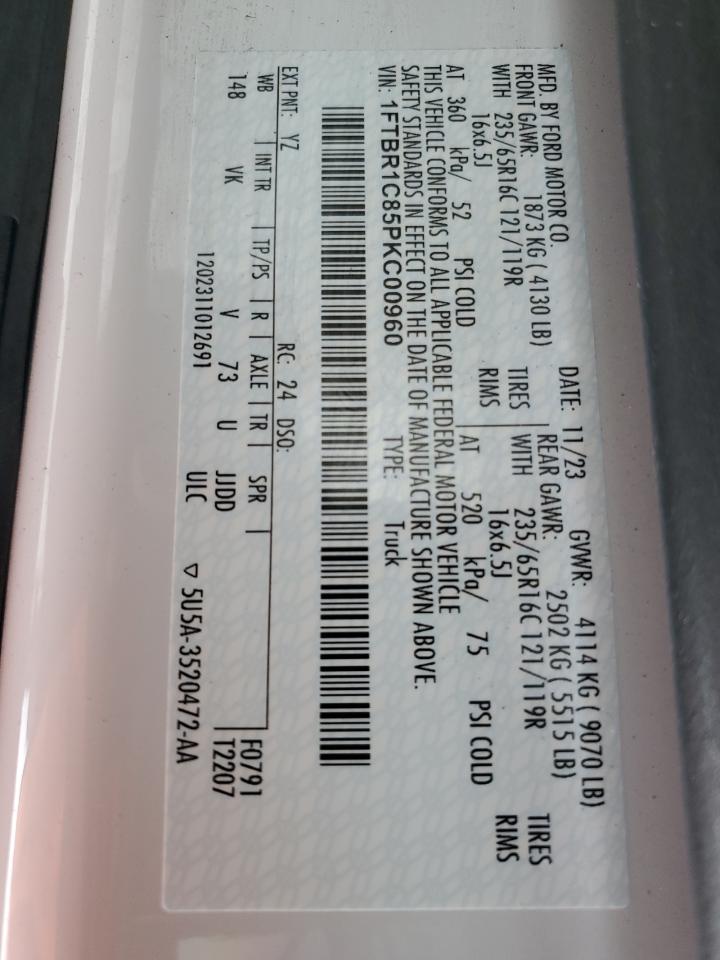 MFD. BY FORD MOTOR CO.
DATE: 11/23 GVWR: 4114 KG ( 9070 LB)
FRONT GAWR: 1873 KG ( 4130 LB) REAR GAWR: 2502 KG ( 5515 LB)
WITH 235/65R16C 121/119R TIRES WITH 235/65R16C 121/119R TIRES
16x6.5J RIMS 16x6.5J RIMS
AT 360 kPa/ 52 PSI COLD AT 520 kPa/ 75 PSI COLD
THIS VEHICLE CONFORMS TO ALL APPLICABLE FEDERAL MOTOR VEHICLE
SAFETY STANDARDS IN EFFECT ON THE DATE OF MANUFACTURE SHOWN ABOVE.
VIN: 1FTBR1C85PKC00960 TYPE: Truck
EXT PNT: YZ RC: 24 DSO:
WB | INT TR | TP/PS | R | AXLE | TR | SPR | F0791
148 VK V 73 U JJDD T2207
1202311012691 ULC ▽ 5U5A-3520472-AA